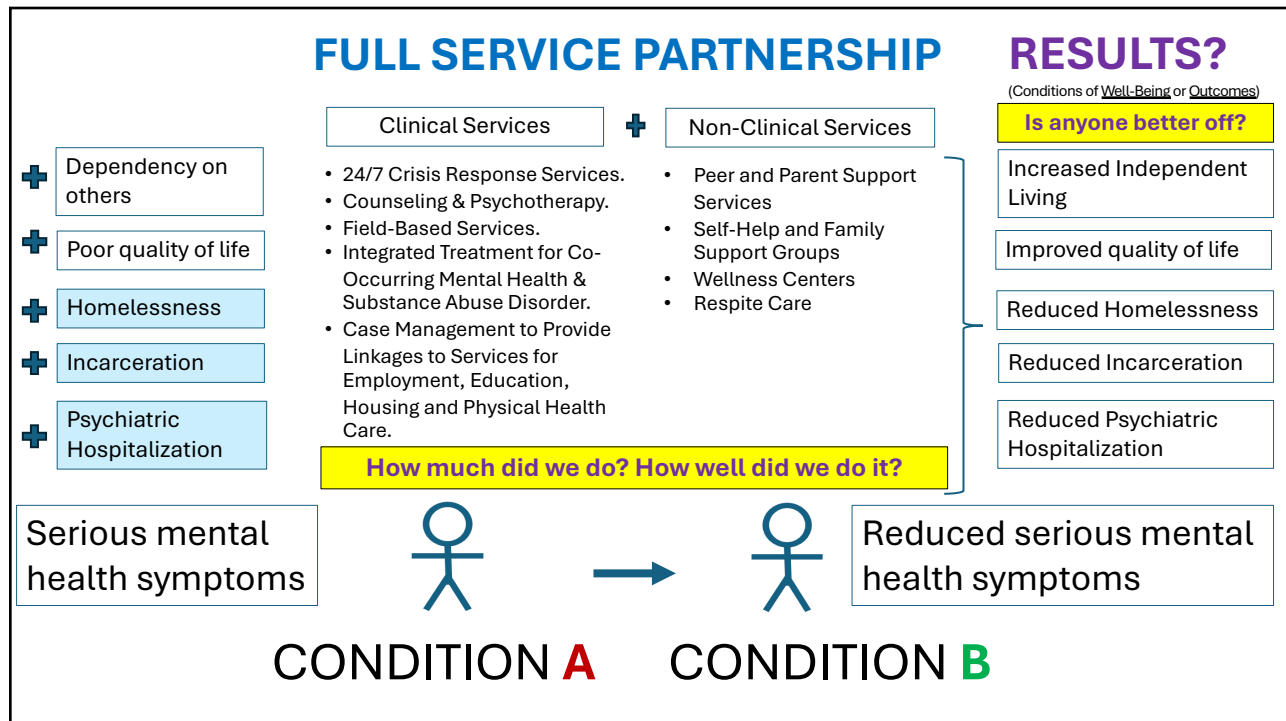 FULL SERVICE PARTNERSHIP
RESULTS?
(Conditions of Well-Being or Outcomes)
Is anyone better off?
Dependency on
others
Poor quality of life
Homelessness
Incarceration
Psychiatric
Hospitalization
Clinical Services
• 24/7 Crisis Response Services.
• Counseling & Psychotherapy.
• Field-Based Services.
• Integrated Treatment for Co-
Occurring Mental Health &
Substance Abuse Disorder.
• Case Management to Provide
Linkages to Services for
Employment, Education,
Housing and Physical Health
Care.
Non-Clinical Services
• Peer and Parent Support
Services
• Self-Help and Family
Support Groups
• Wellness Centers
• Respite Care
How much did we do? How well did we do it?
Increased Independent
Living
Improved quality of life
Reduced Homelessness
Reduced Incarceration
Reduced Psychiatric
Hospitalization
Serious mental
health symptoms
Reduced serious mental
health symptoms
CONDITION A
CONDITION B